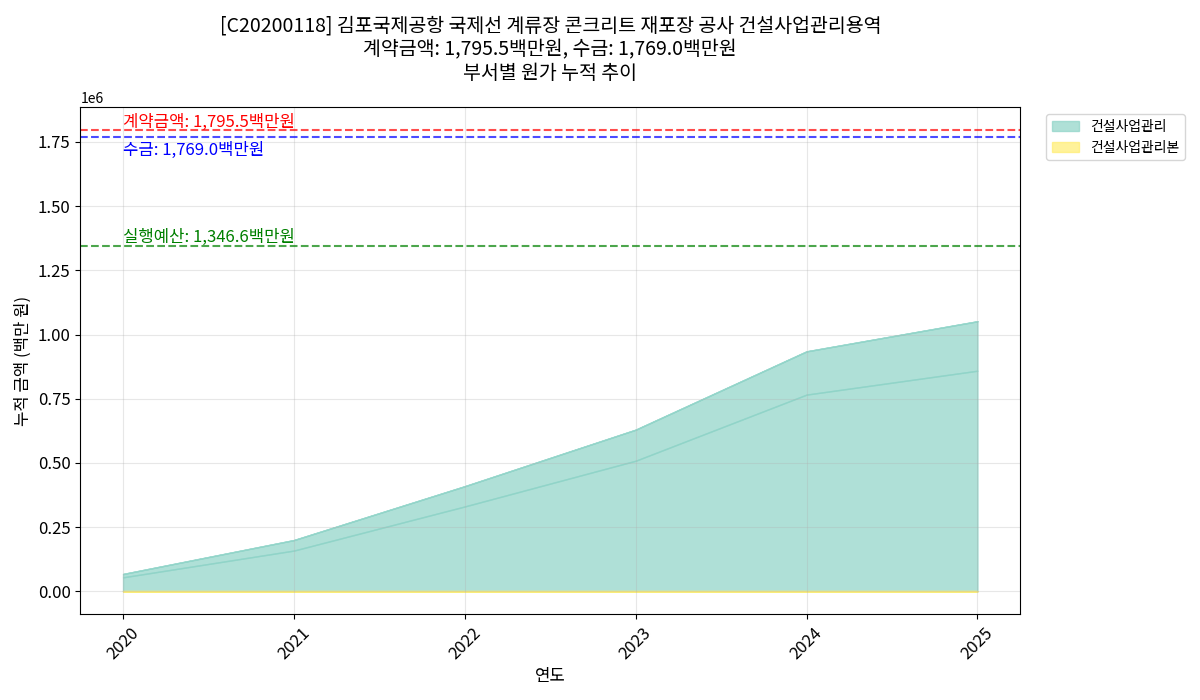 [C20200118] 김포국제공항 국제선 계류장 콘크리트 재포장 공사 건설사업관리용역
계약금액: 1,795.5백만원, 수금: 1,769.0백만원
부서별 원가 누적 추이
1e6
계약금액: 1,795.5백만원
수금: 1,769.0백만원
실행예산: 1,346.6백만원
건설사업관리
건설사업관리본
1.75
1.50
1.25
1.00
0.75
0.50
0.25
0.00
누적 금액 (백만 원)
2020
2021
2022
2023
2024
2025
연도